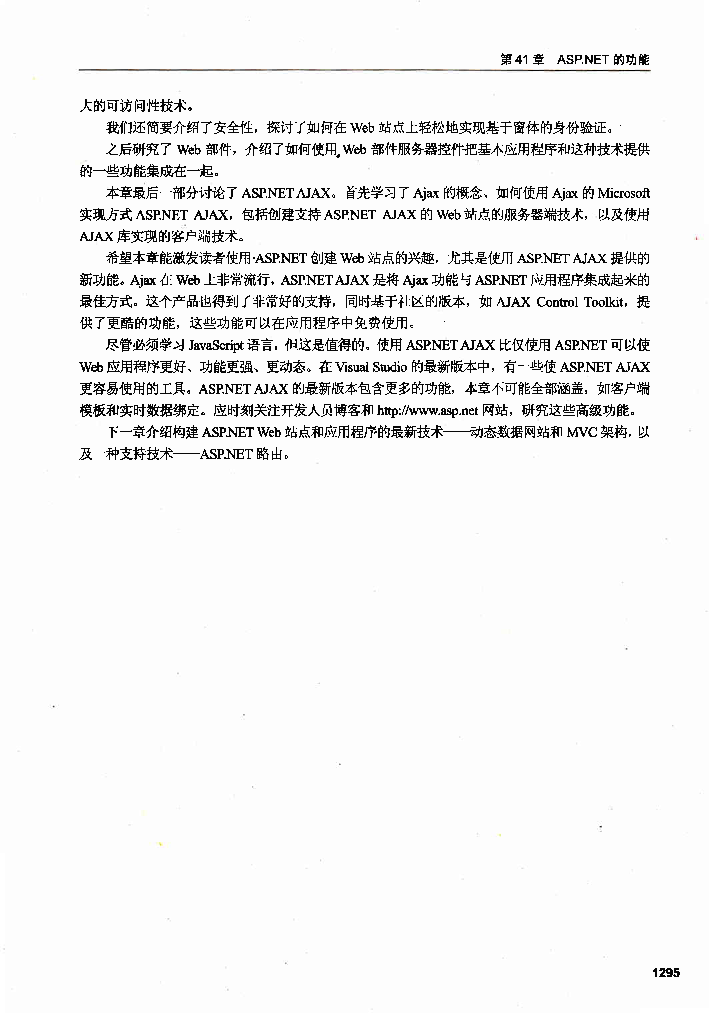 第 41 章 ASP.NET 的功能
大的可访问性技术。
我们还简要介绍了安全性，探讨了如何在 Web 站点上轻松地实现基于窗体的身份验证。
之后研究了 Web 部件，介绍了如何使用 Web 部件服务器控件把基本应用程序和这种技术提供
的一些功能集成在一起。
本章最后一部分讨论了 ASP.NET AJAX。首先学习了 Ajax 的概念、如何使用 Ajax 的 Microsoft
实现方式 ASP.NET AJAX，包括创建支持 ASP.NET AJAX 的 Web 站点的服务器端技术，以及使用
AJAX 库实现的客户端技术。
希望本章能激发读者使用 ASP.NET 创建 Web 站点的兴趣，尤其是使用 ASP.NET AJAX 提供的
新功能。Ajax 在 Web 上非常流行，ASP.NET AJAX 是将 Ajax 功能与 ASP.NET 应用程序集成起来的
最佳方式。这个产品也得到了非常好的支持，同时基于社区的版本，如 AJAX Control Toolkit，提
供了更酷的功能，这些功能可以在应用程序中免费使用。
尽管必须学习 JavaScript 语言，但这是值得的。使用 ASP.NET AJAX 比仅使用 ASP.NET 可以使
Web 应用程序更好、功能更强、更动态。在 Visual Studio 的最新版本中，有一些使 ASP.NET AJAX
更容易使用的工具。ASP.NET AJAX 的最新版本包含更多的功能，本章不可能全部涵盖，如客户端
模板和实时数据绑定。应时刻关注开发人员博客和 http://www.asp.net 网站，研究这些高级功能。
下一章介绍构建 ASP.NET Web 站点和应用程序的最新技术——动态数据网站和 MVC 架构，以
及一种支持技术——ASP.NET 路由。
1295